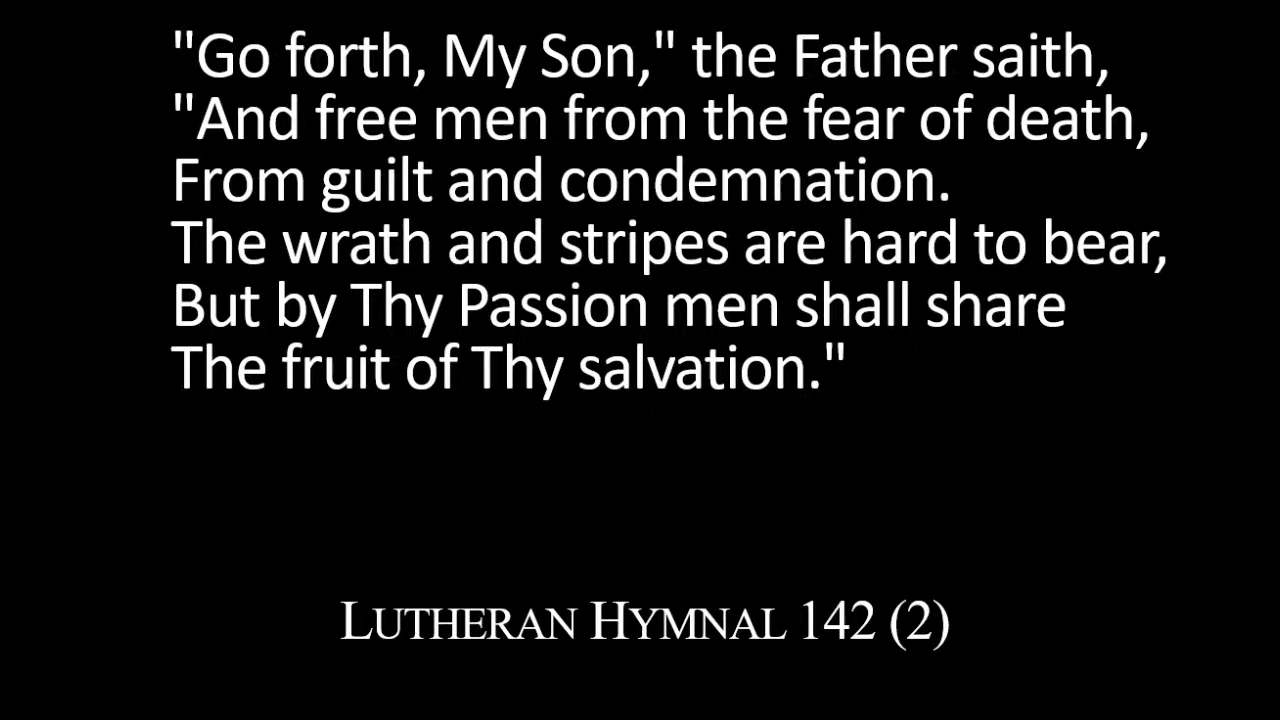 "Go forth, My Son," the Father saith,
"And free men from the fear of death,
From guilt and condemnation.
The wrath and stripes are hard to bear,
But by Thy Passion men shall share
The fruit of Thy salvation."
LUTHERAN HYMNAL 142 (2)